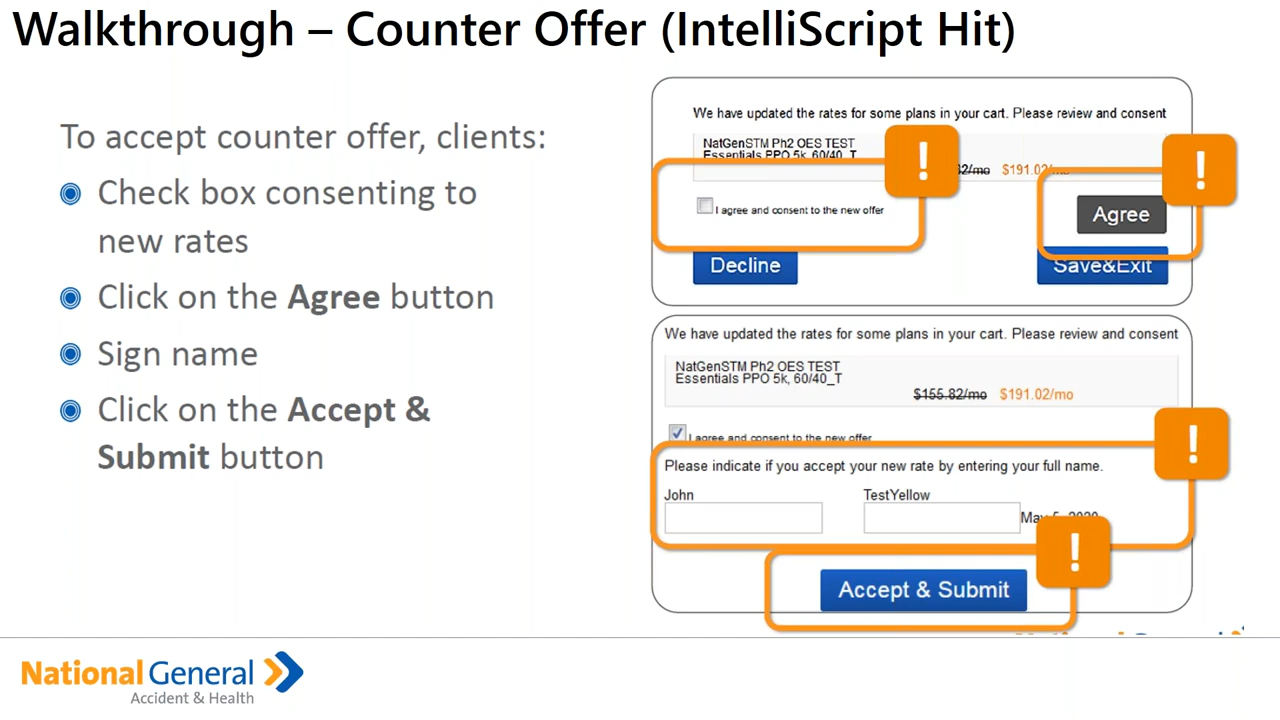 Walkthrough – Counter Offer (IntelliScript Hit)
To accept counter offer, clients:
Check box consenting to
new rates
Click on the Agree button
Sign name
Click on the Accept &
Submit button
We have updated the rates for some plans in your cart. Please review and consent
NatGenSTM Ph2 OES TEST
Essentials PPO 5k, 60/40_T
$191.02/mo
I agree and consent to the new offer
Agree
Decline
Save&Exit
We have updated the rates for some plans in your cart. Please review and consent
NatGenSTM Ph2 OES TEST
Essentials PPO 5k, 60/40_T
$155.82/mo $191.02/mo
I agree and consent to the new offer
Please indicate if you accept your new rate by entering your full name.
John TestYellow
May 5, 2020
Accept & Submit
National General
Accident & Health